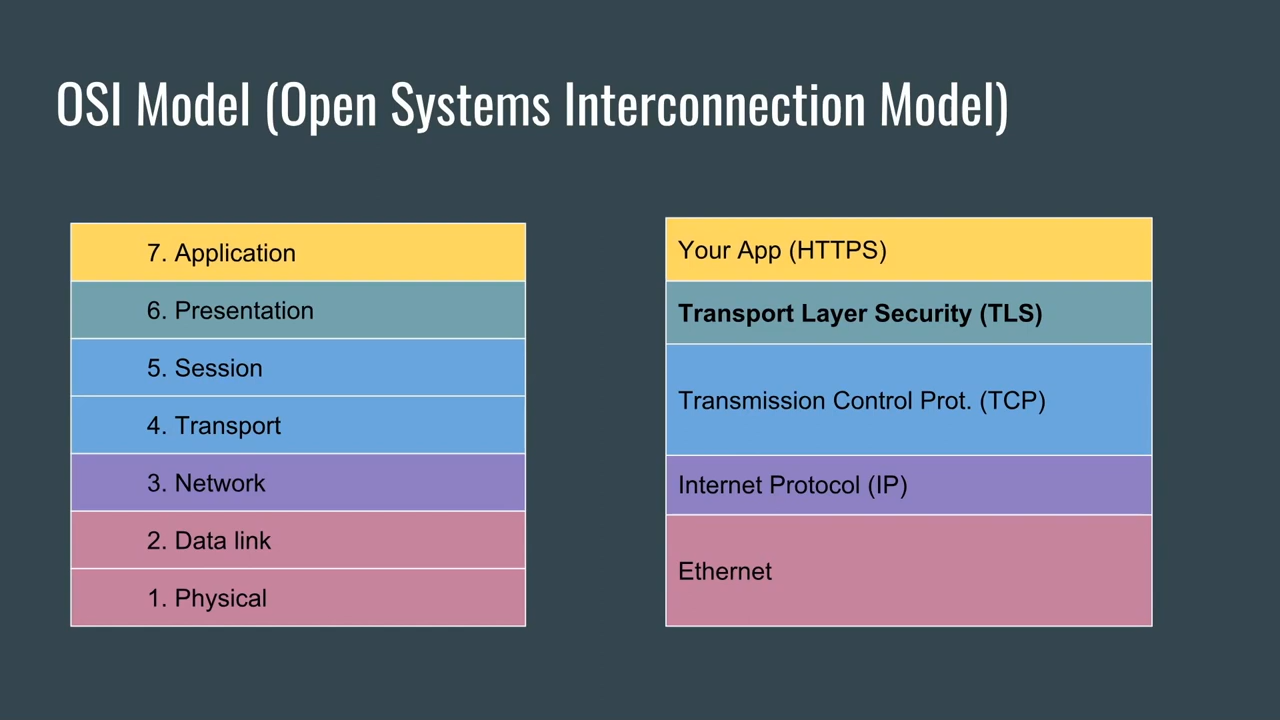 OSI Model (Open Systems Interconnection Model)
7. Application
6. Presentation
5. Session
4. Transport
3. Network
2. Data link
1. Physical
Your App (HTTPS)
Transport Layer Security (TLS)
Transmission Control Prot. (TCP)
Internet Protocol (IP)
Ethernet